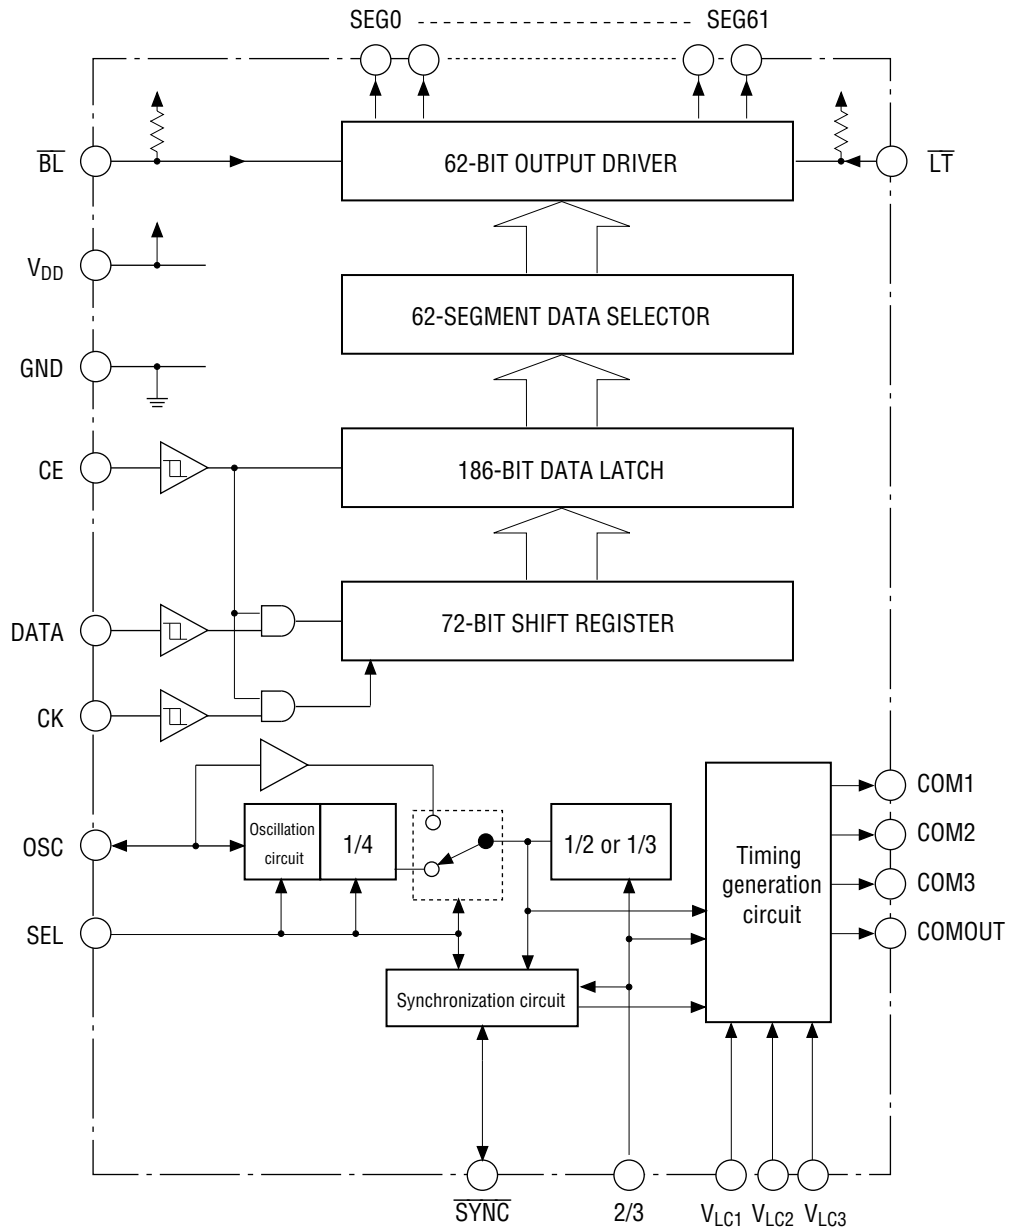 SEG0 SEG61
BL
62-BIT OUTPUT DRIVER
LT
VDD
62-SEGMENT DATA SELECTOR
GND
CE
186-BIT DATA LATCH
DATA
72-BIT SHIFT REGISTER
CK
OSC
Oscillation
circuit
1/4
1/2 or 1/3
Timing
generation
circuit
COM1
COM2
COM3
COMOUT
SEL
Synchronization circuit
SYNC
2/3
VLC1
VLC2
VLC3